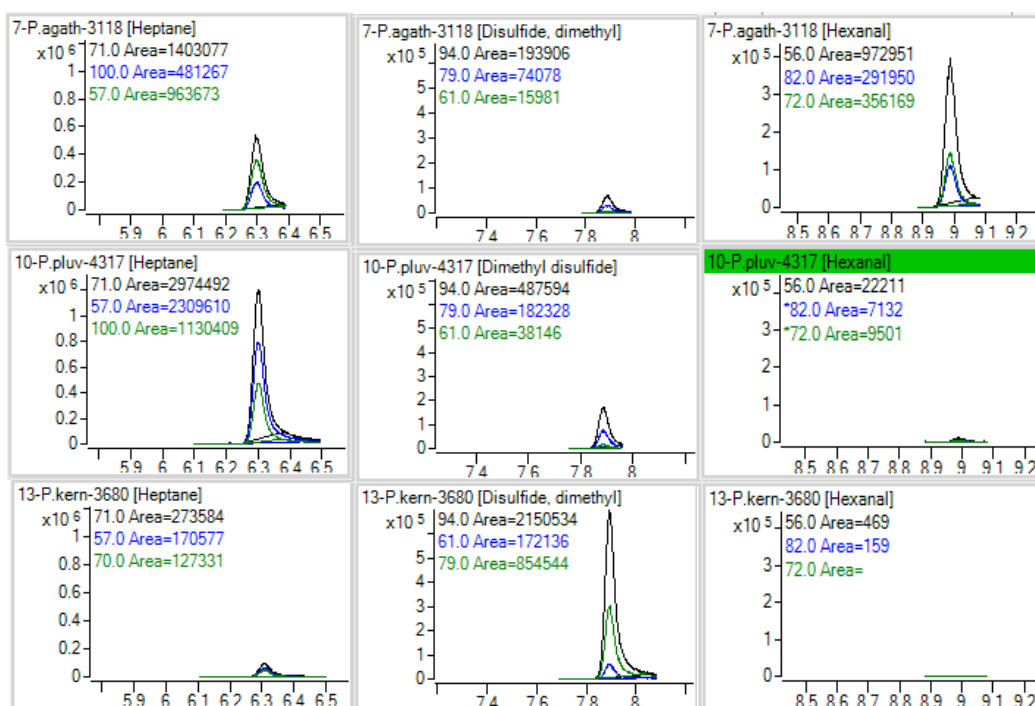 7-P.agath-3118 [Heptane]
x10 6
71.0 Area=1403077
100.0 Area=481267
57.0 Area=963673
1
0.8
0.6
0.4
0.2
0
5.9 6 6.1 6.2 6.3 6.4 6.5
7-P.agath-3118 [Disulfide, dimethyl]
x10 5
94.0 Area=193906
79.0 Area=74078
61.0 Area=15981
5
4
3
2
1
0
7.4 7.6 7.8 8
7-P.agath-3118 [Hexanal]
x10 5
56.0 Area=972951
82.0 Area=291950
72.0 Area=356169
3
2
1
0
8.5 8.6 8.7 8.8 8.9 9 9.1 9.2
10-P.pluv-4317 [Heptane]
x10 6
71.0 Area=2974492
57.0 Area=2309610
100.0 Area=1130409
1
0.8
0.6
0.4
0.2
0
5.9 6 6.1 6.2 6.3 6.4 6.5
10-P.pluv-4317 [Dimethyl disulfide]
x10 5
94.0 Area=487594
79.0 Area=182328
61.0 Area=38146
5
4
3
2
1
0
7.4 7.6 7.8 8
10-P.pluv-4317 [Hexanal]
x10 5
56.0 Area=22211
*82.0 Area=7132
*72.0 Area=9501
3
2
1
0
8.5 8.6 8.7 8.8 8.9 9 9.1 9.2
13-P.kern-3680 [Heptane]
x10 6
71.0 Area=273584
57.0 Area=170577
70.0 Area=127331
1
0.8
0.6
0.4
0.2
0
5.9 6 6.1 6.2 6.3 6.4 6.5
13-P.kern-3680 [Disulfide, dimethyl]
x10 5
94.0 Area=2150534
61.0 Area=172136
79.0 Area=854544
5
4
3
2
1
0
7.4 7.6 7.8 8
13-P.kern-3680 [Hexanal]
x10 5
56.0 Area=469
82.0 Area=159
72.0 Area=
3
2
1
0
8.5 8.6 8.7 8.8 8.9 9 9.1 9.2